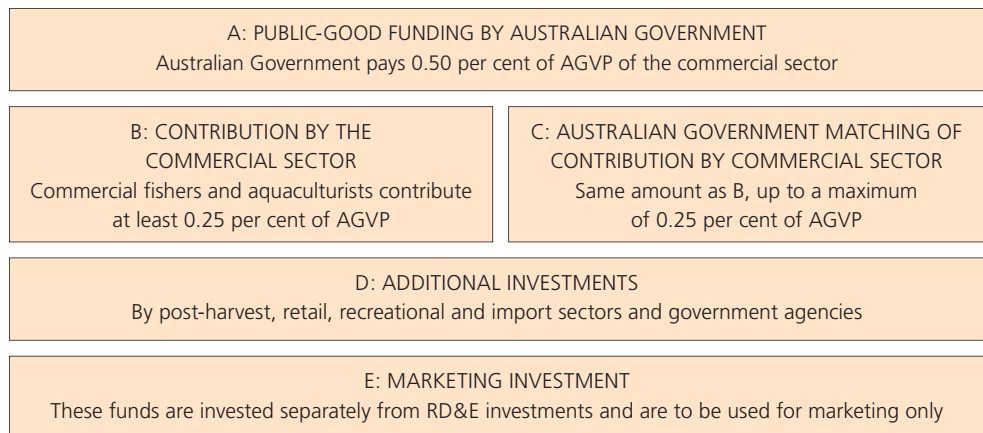 A: PUBLIC-GOOD FUNDING BY AUSTRALIAN GOVERNMENT
Australian Government pays 0.50 per cent of AGVP of the commercial sector
B: CONTRIBUTION BY THE
COMMERCIAL SECTOR
Commercial fishers and aquaculturists contribute
at least 0.25 per cent of AGVP
C: AUSTRALIAN GOVERNMENT MATCHING OF
CONTRIBUTION BY COMMERCIAL SECTOR
Same amount as B, up to a maximum
of 0.25 per cent of AGVP
D: ADDITIONAL INVESTMENTS
By post-harvest, retail, recreational and import sectors and government agencies
E: MARKETING INVESTMENT
These funds are invested separately from RD&E investments and are to be used for marketing only